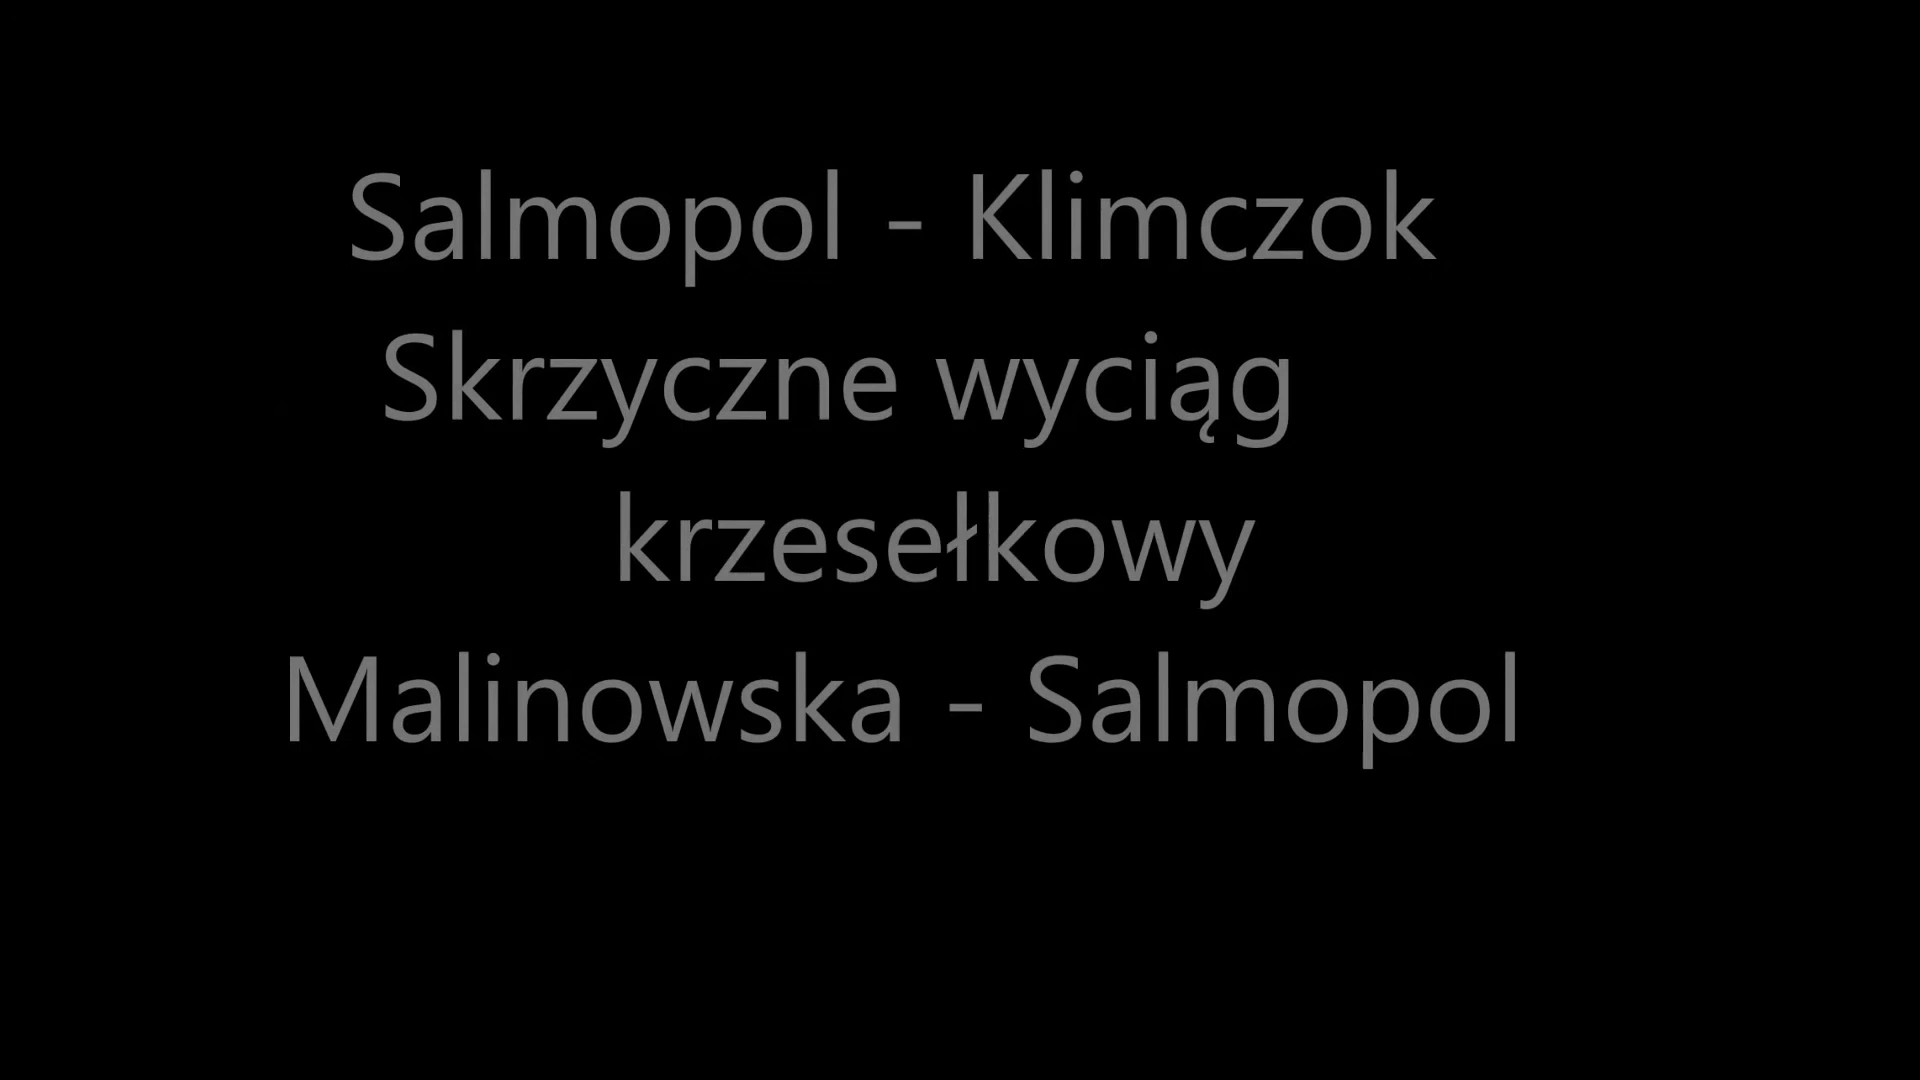 Salmopol - Klimczok
Skrzyczne wyciąg
krzesełkowy
Malinowska - Salmopol